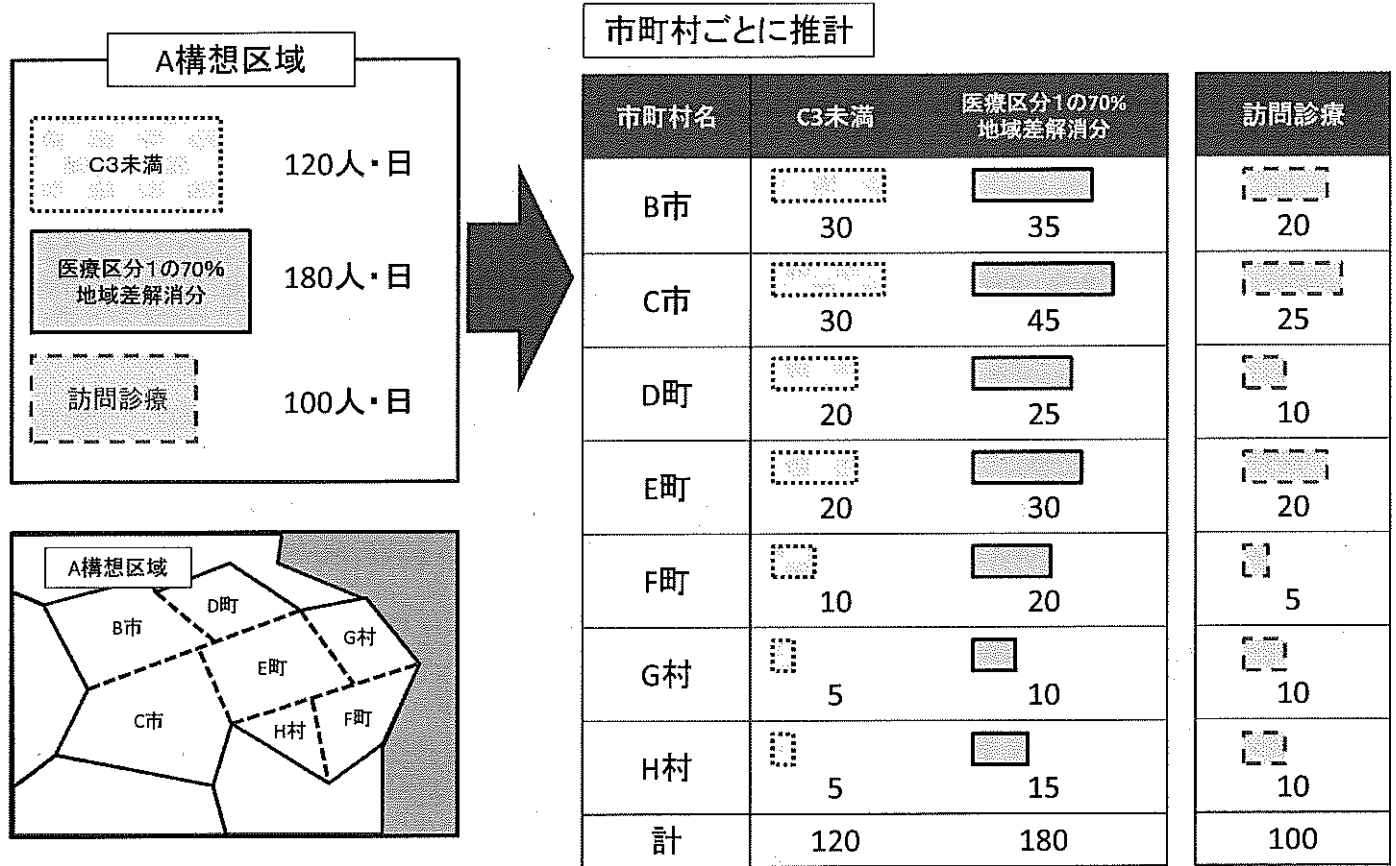 A構想区域
C3未満
120人・日
医療区分1の70%
地域差解消分
180人・日
訪問診療
100人・日
A構想区域
B市
D町
G村
E町
C市
H村
F町
市町村ごとに推計
市町村名 C3未満 医療区分1の70%
地域差解消分
訪問診療
B市 30 35 20
C市 30 45 25
D町 20 25 10
E町 20 30 20
F町 10 20 5
G村 5 10 10
H村 5 15 10
計 120 180 100